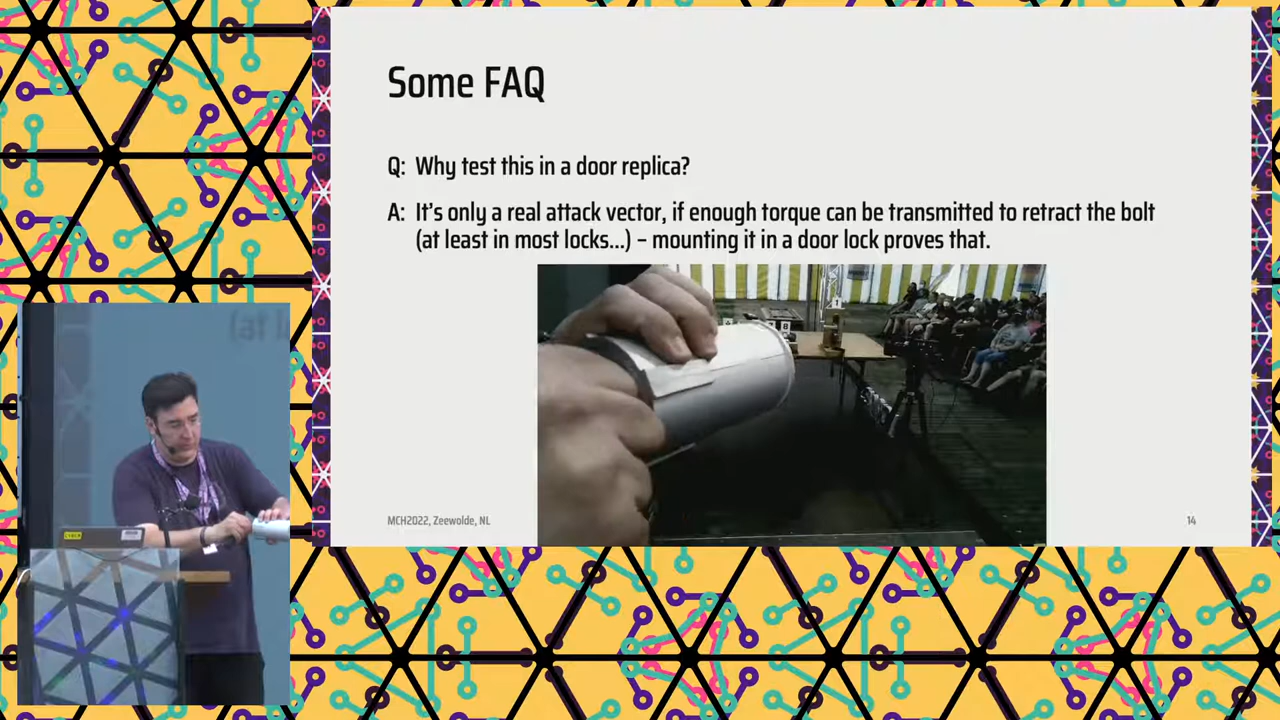 Some FAQ
Q: Why test this in a door replica?
A: It's only a real attack vector, if enough torque can be transmitted to retract the bolt
(at least in most locks...) – mounting it in a door lock proves that.
MCH2022, Zeewolde, NL
14
(at l